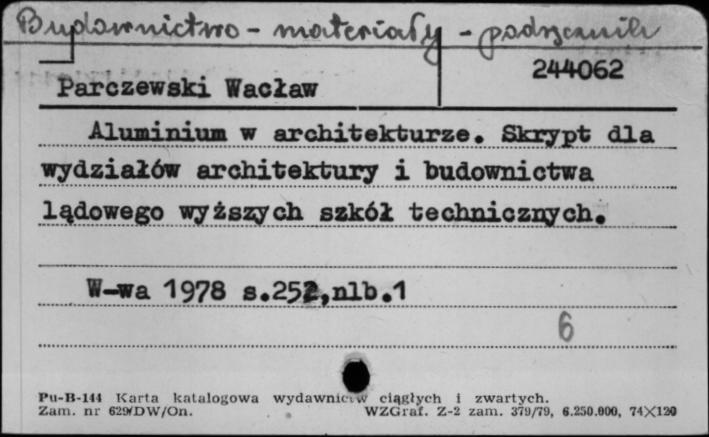 Budownictwo - materiały - podręcznik
244062
Parczewski Wacław
Aluminium w architekturze. Skrypt dla
wydziałów architektury i budownictwa
lądowego wyższych szkół technicznych.
W-wa 1978 s.252,nlb.1
6
Pu-B-144 Karta katalogowa wydawnictw ciągłych i zwartych.
Zam. nr 629/DW/On. WZGraf. Z-2 zam. 379/79, 6.250.000, 74×120